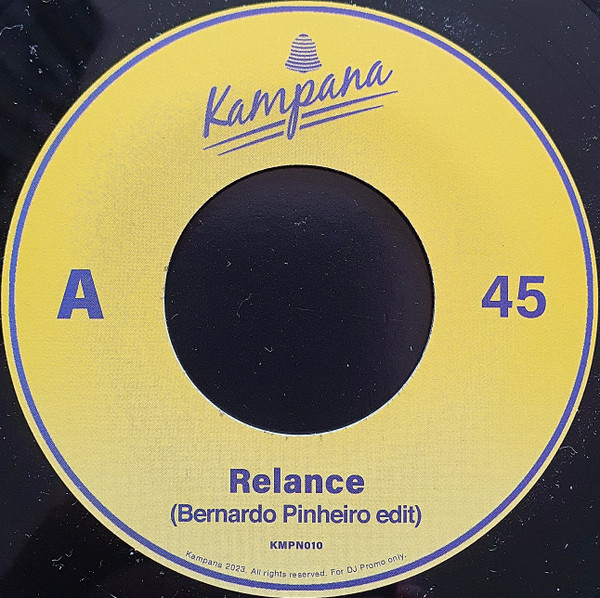 Kampana
A
45
Relance
(Bernardo Pinheiro edit)
KMPN010
Kampana 2023. All rights reserved. For DJ Promo only.